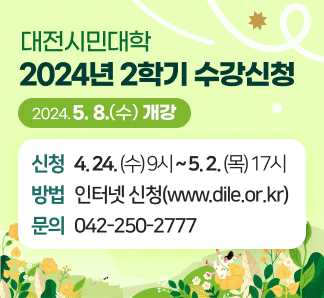 대전시민대학
2024년 2학기 수강신청
2024. 5. 8.(수) 개강
신청 4. 24. (수) 9시 ~ 5. 2. (목) 17시
방법 인터넷 신청(www.dile.or.kr)
문의 042-250-2777